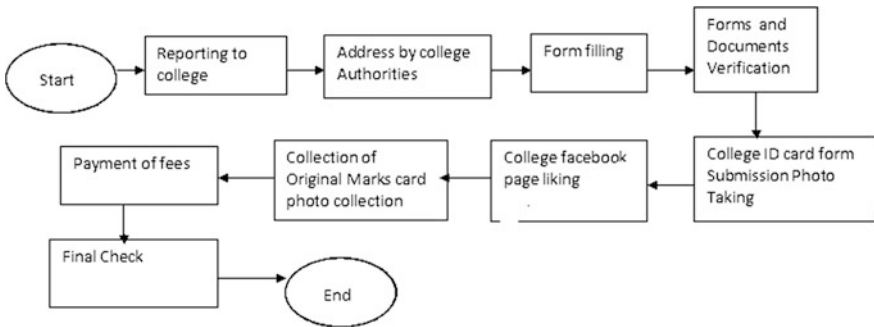 Start
Reporting to
college
Address by college
Authorities
Form filling
Forms and
Documents
Verification
College ID card form
Submission Photo
Taking
College facebook
page liking
Collection of
Original Marks card
photo collection
Payment of fees
Final Check
End